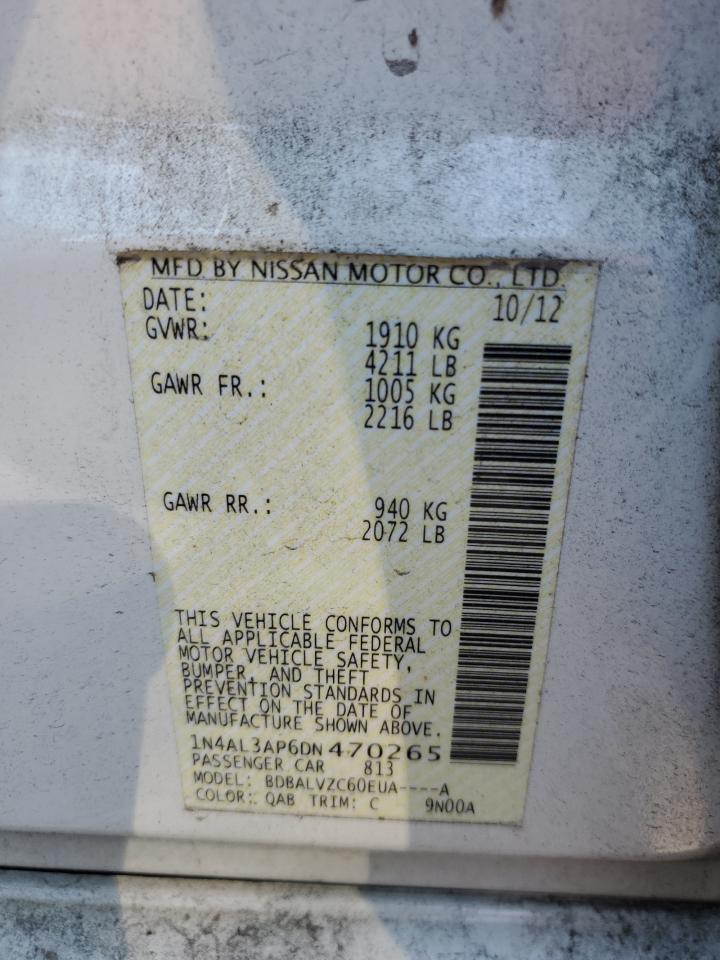 MFD BY NISSAN MOTOR CO., LTD.
DATE: 10/12
GVWR: 1910 KG
4211 LB
GAWR FR.: 1005 KG
2216 LB
GAWR RR.: 940 KG
2072 LB
THIS VEHICLE CONFORMS TO
ALL APPLICABLE FEDERAL
MOTOR VEHICLE SAFETY,
BUMPER, AND THEFT
PREVENTION STANDARDS IN
EFFECT ON THE DATE OF
MANUFACTURE SHOWN ABOVE.
1N4AL3AP6DN 470265
PASSENGER CAR 813
MODEL: BDBALVZC60EUA----A
COLOR: QAB TRIM: C 9N00A